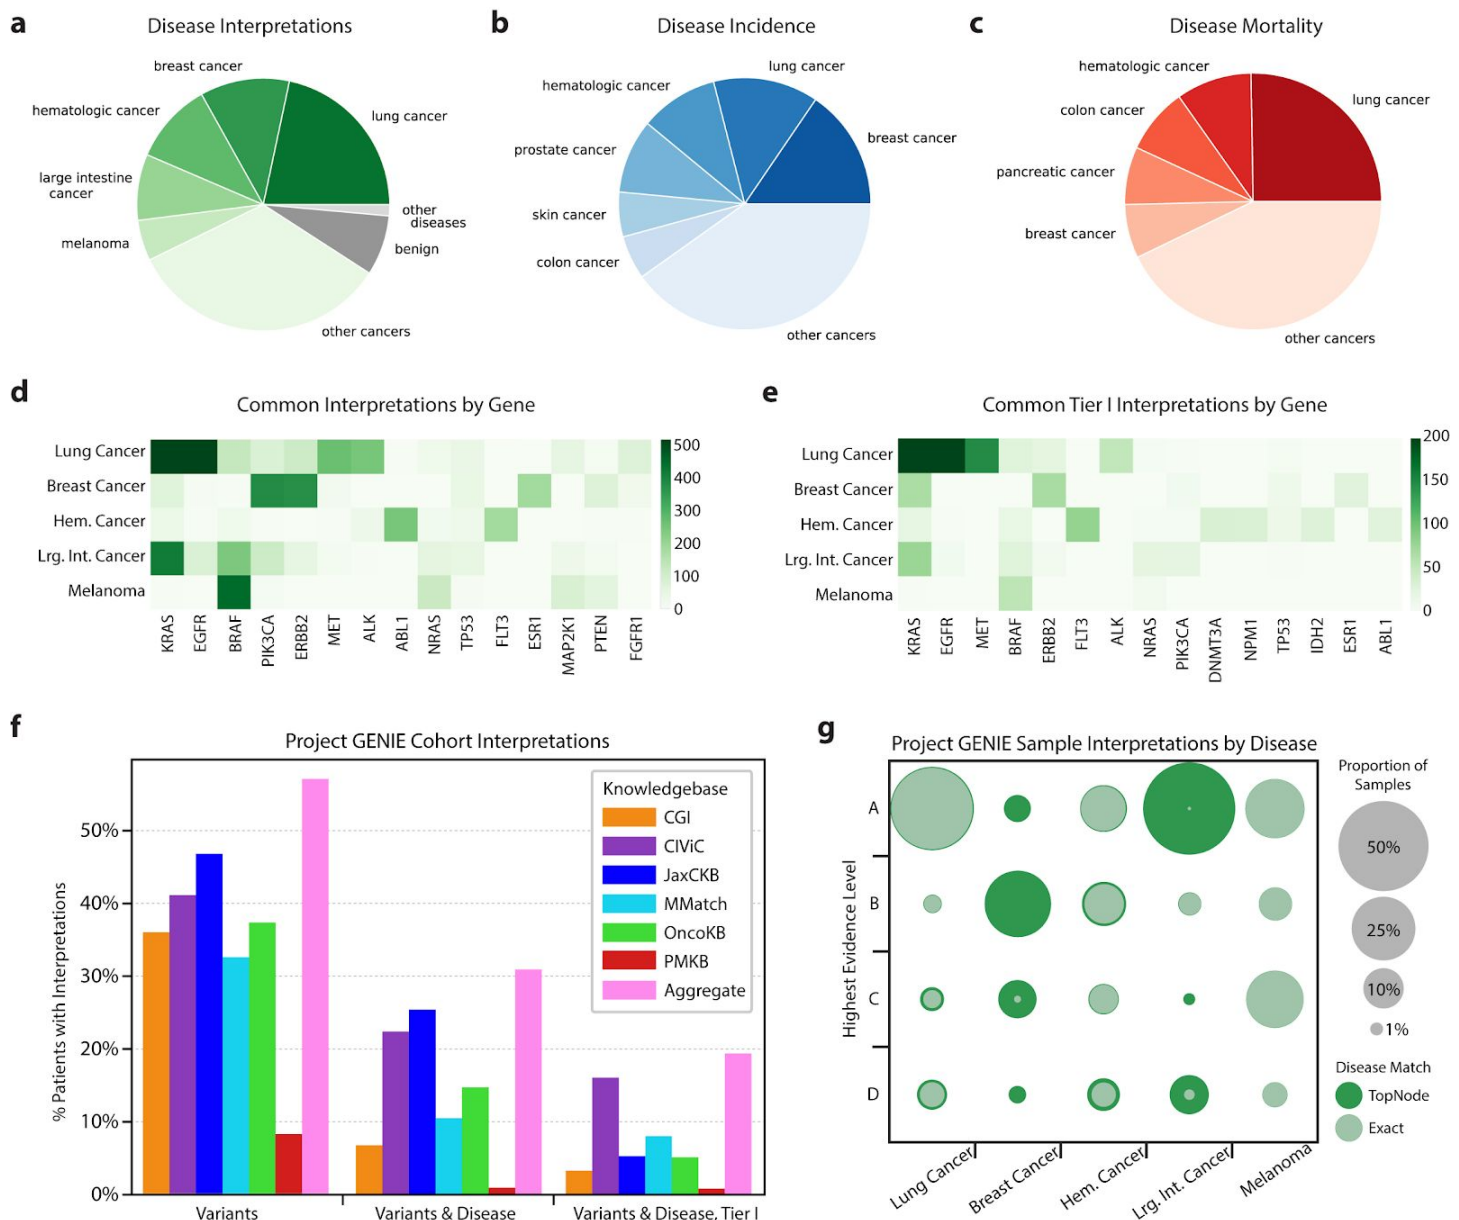 a
Disease Interpretations
breast cancer
hematologic cancer
lung cancer
large intestine
cancer
melanoma
other
diseases
benign
other cancers
b
Disease Incidence
lung cancer
hematologic cancer
breast cancer
prostate cancer
skin cancer
colon cancer
other cancers
c
Disease Mortality
hematologic cancer
lung cancer
colon cancer
pancreatic cancer
breast cancer
other cancers
d
Common Interpretations by Gene
Lung Cancer
Breast Cancer
Hem. Cancer
Lrg. Int. Cancer
Melanoma
KRAS
EGFR
BRAF
PIK3CA
ERBB2
MET
ALK
ABL1
NRAS
TP53
FLT3
ESR1
MAP2K1
PTEN
FGFR1
500
400
300
200
100
0
e
Common Tier I Interpretations by Gene
Lung Cancer
Breast Cancer
Hem. Cancer
Lrg. Int. Cancer
Melanoma
KRAS
EGFR
MET
BRAF
ERBB2
FLT3
ALK
NRAS
PIK3CA
DNMT3A
NPM1
TP53
IDH2
ESR1
ABL1
200
150
100
50
0
f
Project GENIE Cohort Interpretations
% Patients with Interpretations
50%
40%
30%
20%
10%
0%
Knowledgebase
CGI
CIViC
JaxCKB
MMatch
OncoKB
PMKB
Aggregate
Variants
Variants & Disease
Variants & Disease, Tier I
g
Project GENIE Sample Interpretations by Disease
Highest Evidence Level
A
B
C
D
Lung Cancer
Breast Cancer
Hem. Cancer
Lrg. Int. Cancer
Melanoma
Proportion of
Samples
50%
25%
10%
1%
Disease Match
TopNode
Exact